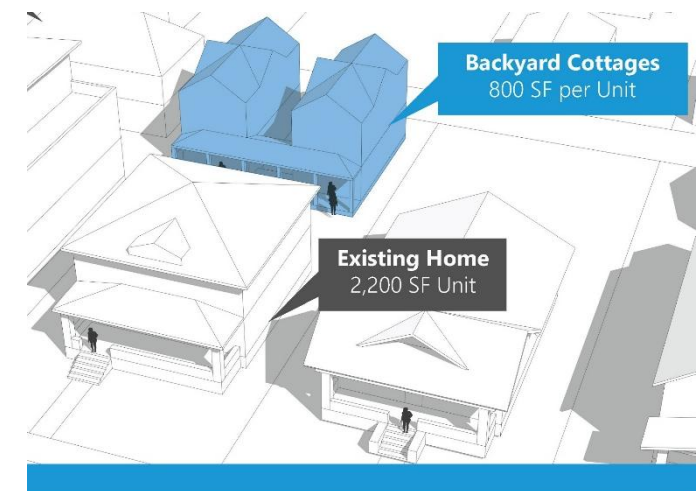 Backyard Cottages
800 SF per Unit
Existing Home
2,200 SF Unit